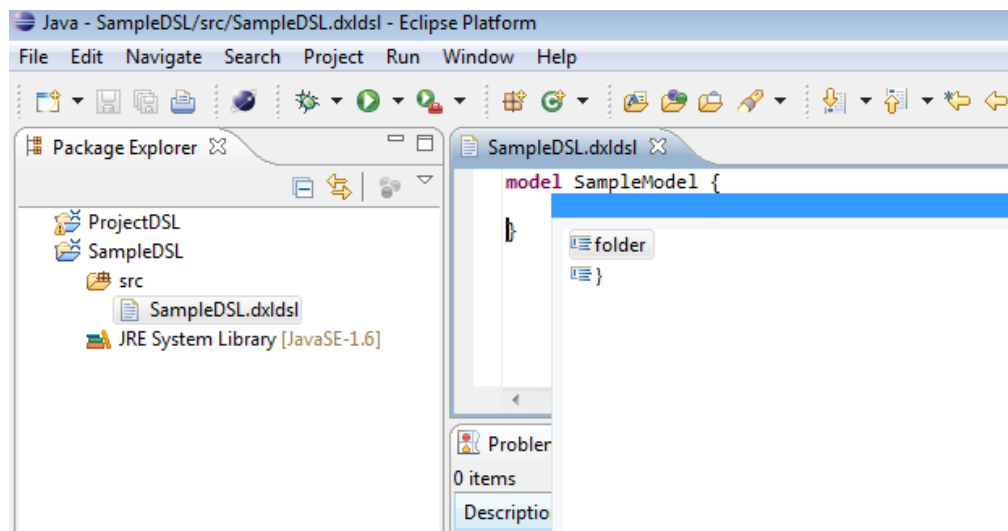 Java - SampleDSL/src/SampleDSL.dxldsl - Eclipse Platform
File Edit Navigate Search Project Run Window Help
Package Explorer
SampleDSL.dxldsl
ProjectDSL
SampleDSL
src
SampleDSL.dxldsl
JRE System Library [JavaSE-1.6]
model SampleModel {
}
folder
}
Problem
0 items
Descriptio